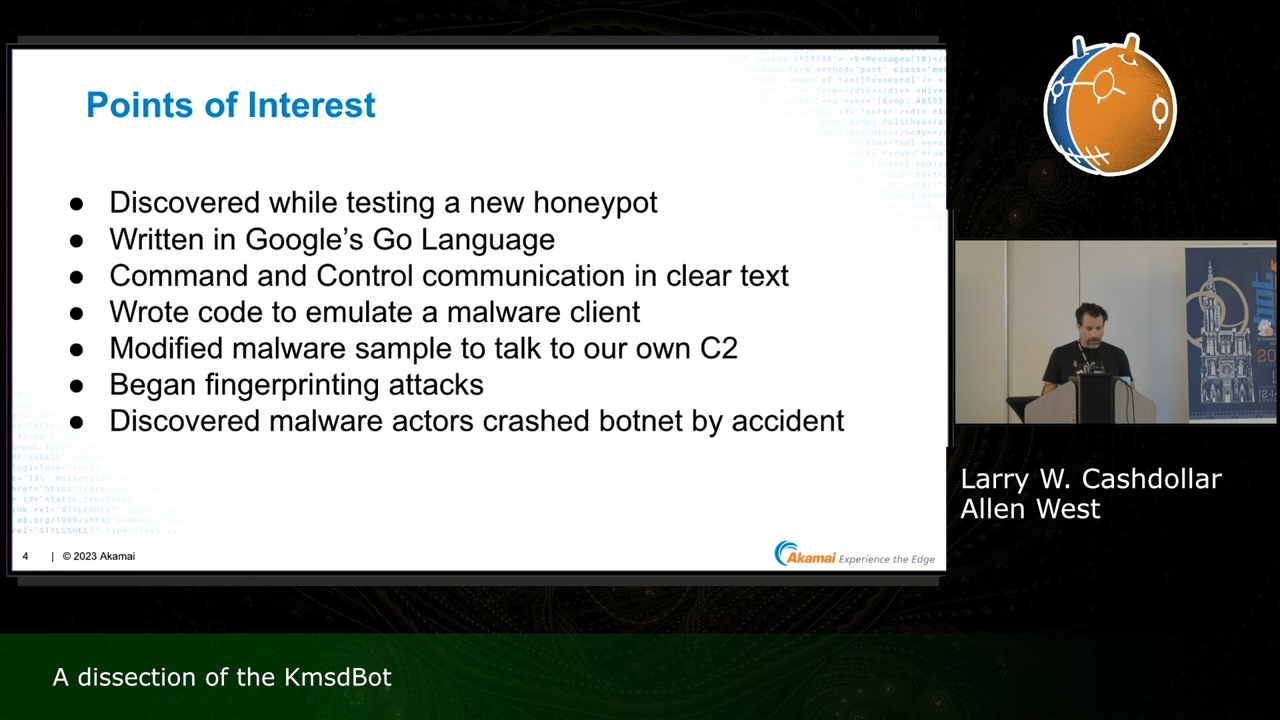 Points of Interest
● Discovered while testing a new honeypot
● Written in Google's Go Language
● Command and Control communication in clear text
● Wrote code to emulate a malware client
● Modified malware sample to talk to our own C2
● Began fingerprinting attacks
● Discovered malware actors crashed botnet by accident
4 | © 2023 Akamai
Akamai Experience the Edge
Larry W. Cashdollar
Allen West
A dissection of the KmsdBot